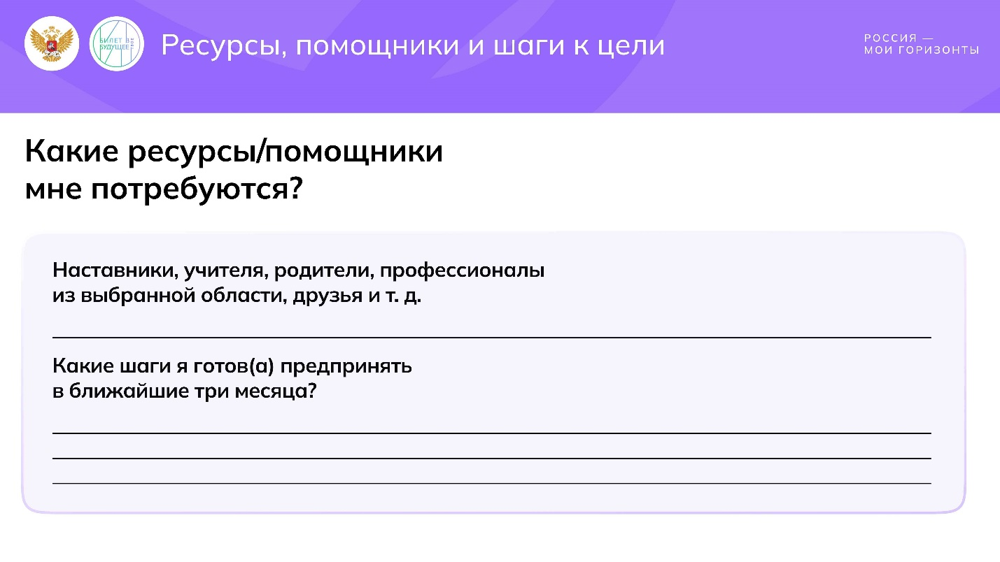 БИЛЕТ В
БУДУЩЕЕ
ТВОЁ
Ресурсы, помощники и шаги к цели
РОССИЯ —
МОИ ГОРИЗОНТЫ
Какие ресурсы/помощники
мне потребуются?
Наставники, учителя, родители, профессионалы
из выбранной области, друзья и т. д.
Какие шаги я готов(а) предпринять
в ближайшие три месяца?